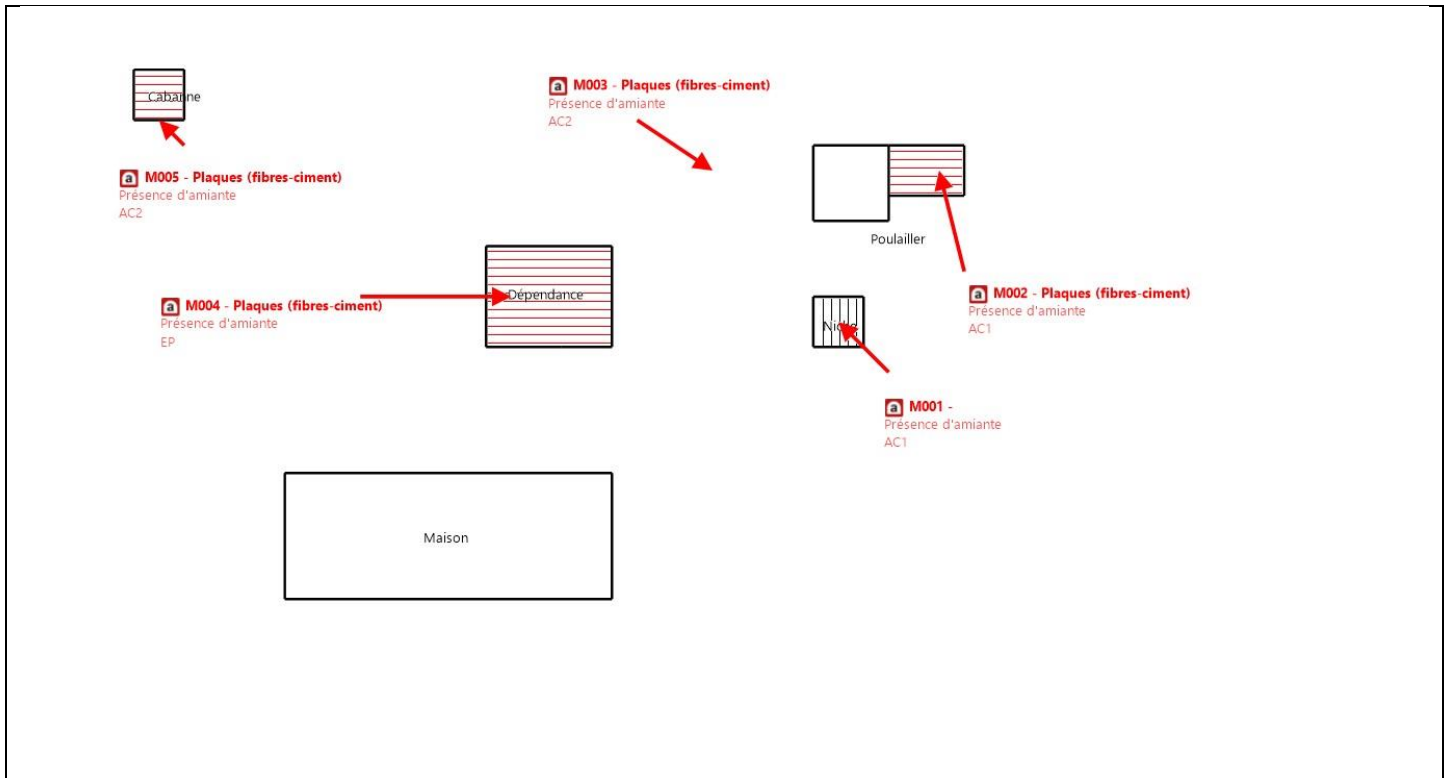 Cabanne
a M003 - Plaques (fibres-ciment)
Présence d'amiante
AC2
a M005 - Plaques (fibres-ciment)
Présence d'amiante
AC2
Poulailler
Dépendance
a M004 - Plaques (fibres-ciment)
Présence d'amiante
EP
a M002 - Plaques (fibres-ciment)
Présence d'amiante
AC1
Niche
a M001 -
Présence d'amiante
AC1
Maison